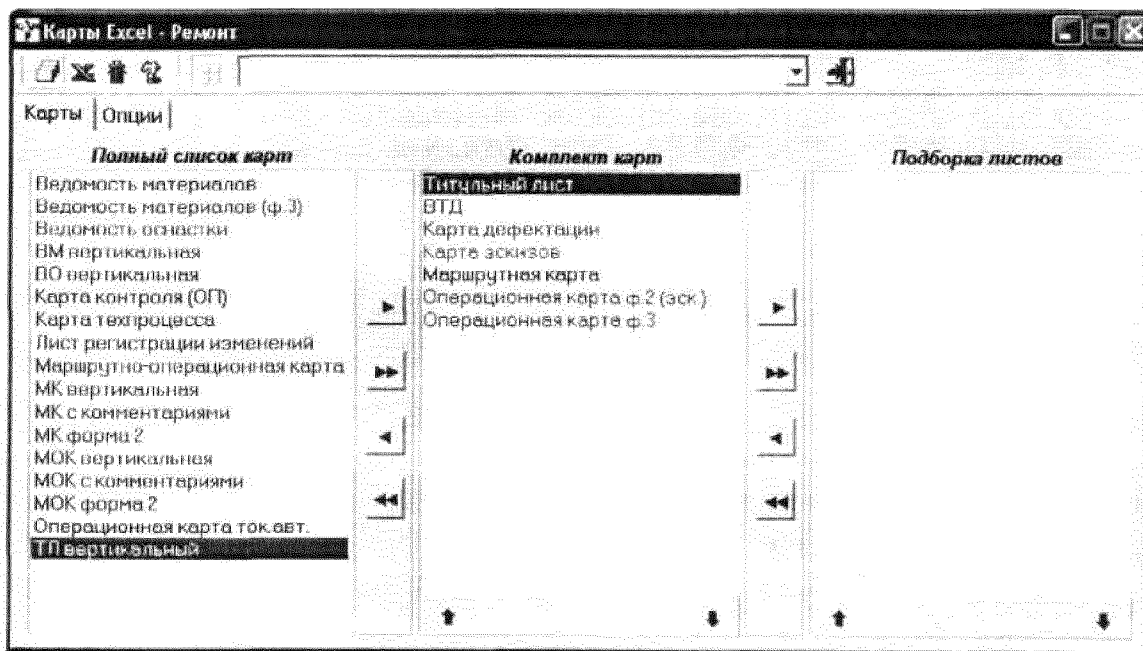 Карты Excel - Ремонт
Карты
Опции
Полный список карт
Ведомость материалов
Ведомость материалов (ф.3)
Ведомость оснастки
ВМ вертикальная
ВО вертикальная
Карта контроля (ОП)
Карта техпроцесса
Лист регистрации изменений
Маршрутно-операционная карта
МК вертикальная
МК с комментариями
МК форма 2
МОК вертикальная
МОК с комментариями
МОК форма 2
Операционная карта ток.авт.
ТП вертикальный
Комплект карт
Титульный лист
ВТД
Карта дефектации
Карта эскизов
Маршрутная карта
Операционная карта ф.2 (эск.)
Операционная карта ф.3
Подборка листов